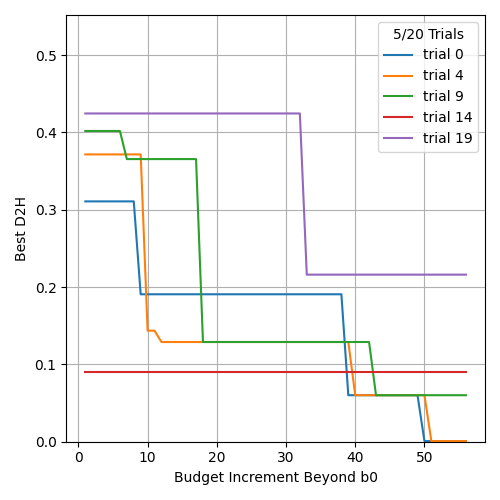 5/20 Trials
trial 0
trial 4
trial 9
trial 14
trial 19
Best D2H
0.5
0.4
0.3
0.2
0.1
0.0
0 10 20 30 40 50
Budget Increment Beyond b0